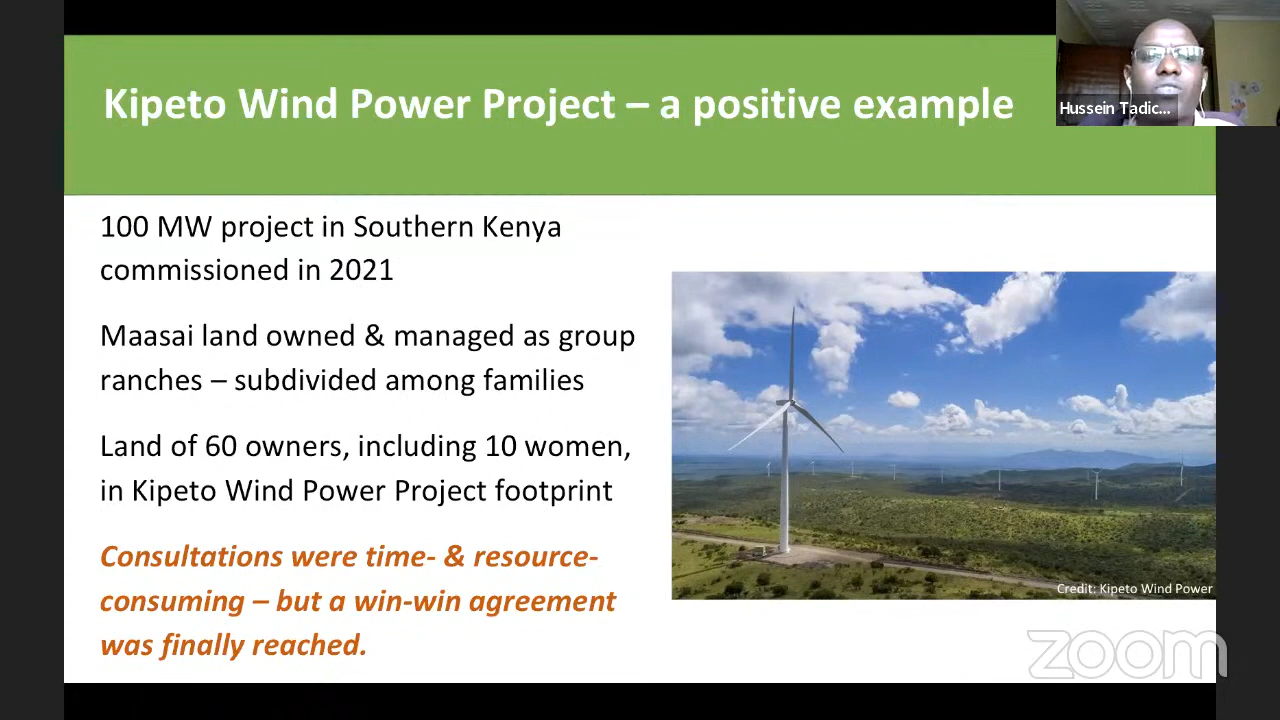 Kipeto Wind Power Project – a positive example
Hussein Tadic...
100 MW project in Southern Kenya
commissioned in 2021
Maasai land owned & managed as group
ranches – subdivided among families
Land of 60 owners, including 10 women,
in Kipeto Wind Power Project footprint
Consultations were time- & resource-
consuming – but a win-win agreement
was finally reached.
Credit: Kipeto Wind Power
zoom